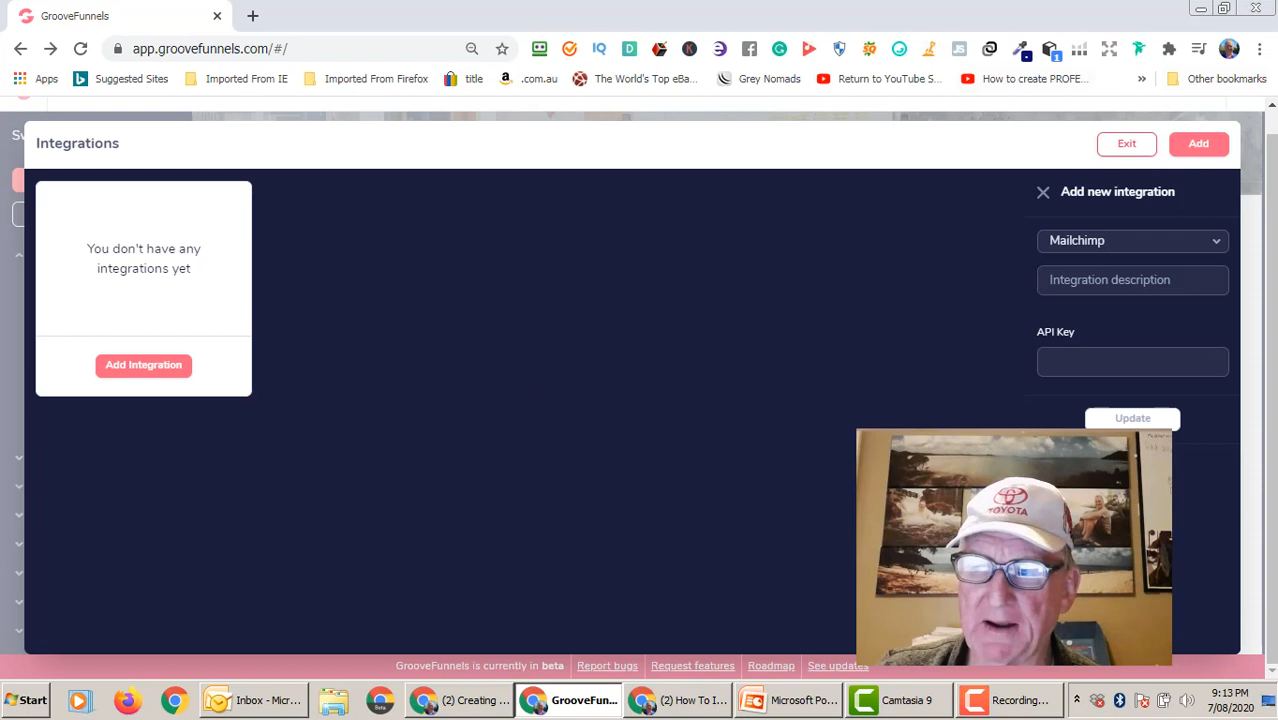 GrooveFunnels
app.groovefunnels.com/#/
Apps
Suggested Sites
Imported From IE
Imported From Firefox
title
.com.au
The World's Top eBa...
Grey Nomads
Return to YouTube S...
How to create PROFE...
»
Other bookmarks
Integrations
Exit
Add
You don't have any
integrations yet
Add Integration
Add new integration
Mailchimp
Integration description
API Key
Update
TOYOTA
GrooveFunnels is currently in beta
Report bugs
Request features
Roadmap
See updates
Start
Inbox - Mid ...
(2) Creating ...
GrooveFun...
(2) How To I...
Microsoft Po...
Camtasia 9
Recording...
9:13 PM
7/08/2020